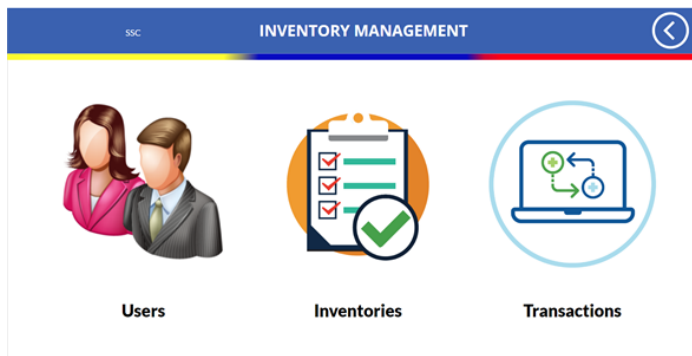 SSC
INVENTORY MANAGEMENT
Users
Inventories
Transactions